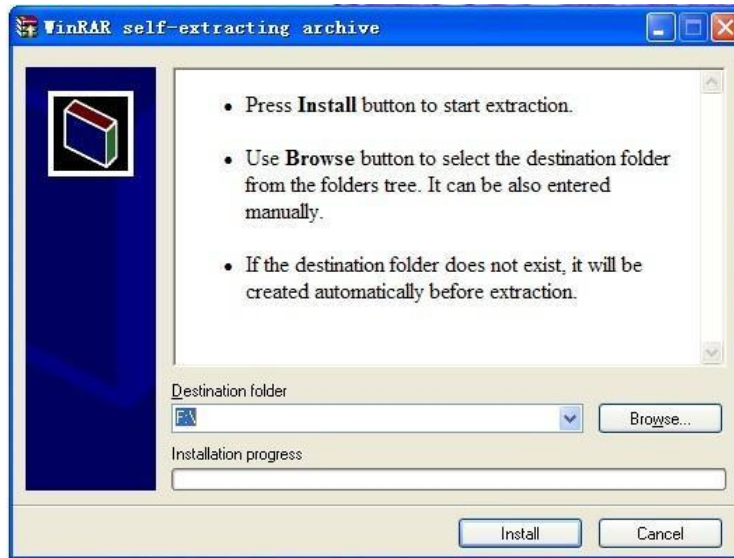 WinRAR self-extracting archive
Press Install button to start extraction.
Use Browse button to select the destination folder
from the folders tree. It can be also entered
manually.
If the destination folder does not exist, it will be
created automatically before extraction.
Destination folder
F:\
Browse...
Installation progress
Install
Cancel